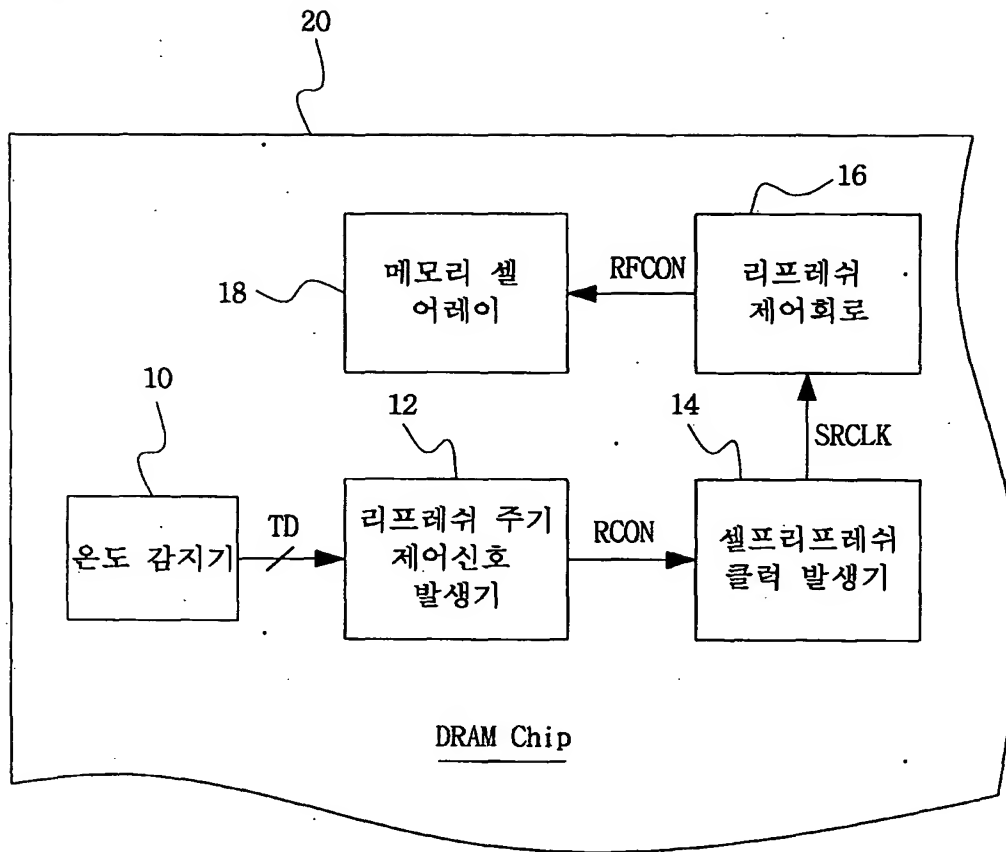 20
16
메모리 셀
어레이
RFCON
리프레쉬
제어회로
18
10
12
14
SRCLK
온도 감지기
TD
리프레쉬 주기
제어신호
발생기
RCON
셀프리프레쉬
클럭 발생기
DRAM Chip